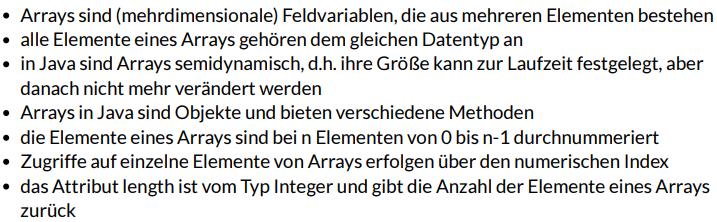 • Arrays sind (mehrdimensionale) Feldvariablen, die aus mehreren Elementen bestehen
• alle Elemente eines Arrays gehören dem gleichen Datentyp an
• in Java sind Arrays semidynamisch, d.h. ihre Größe kann zur Laufzeit festgelegt, aber
danach nicht mehr verändert werden
• Arrays in Java sind Objekte und bieten verschiedene Methoden
• die Elemente eines Arrays sind bei n Elementen von 0 bis n-1 durchnummeriert
• Zugriffe auf einzelne Elemente von Arrays erfolgen über den numerischen Index
• das Attribut length ist vom Typ Integer und gibt die Anzahl der Elemente eines Arrays
zurück